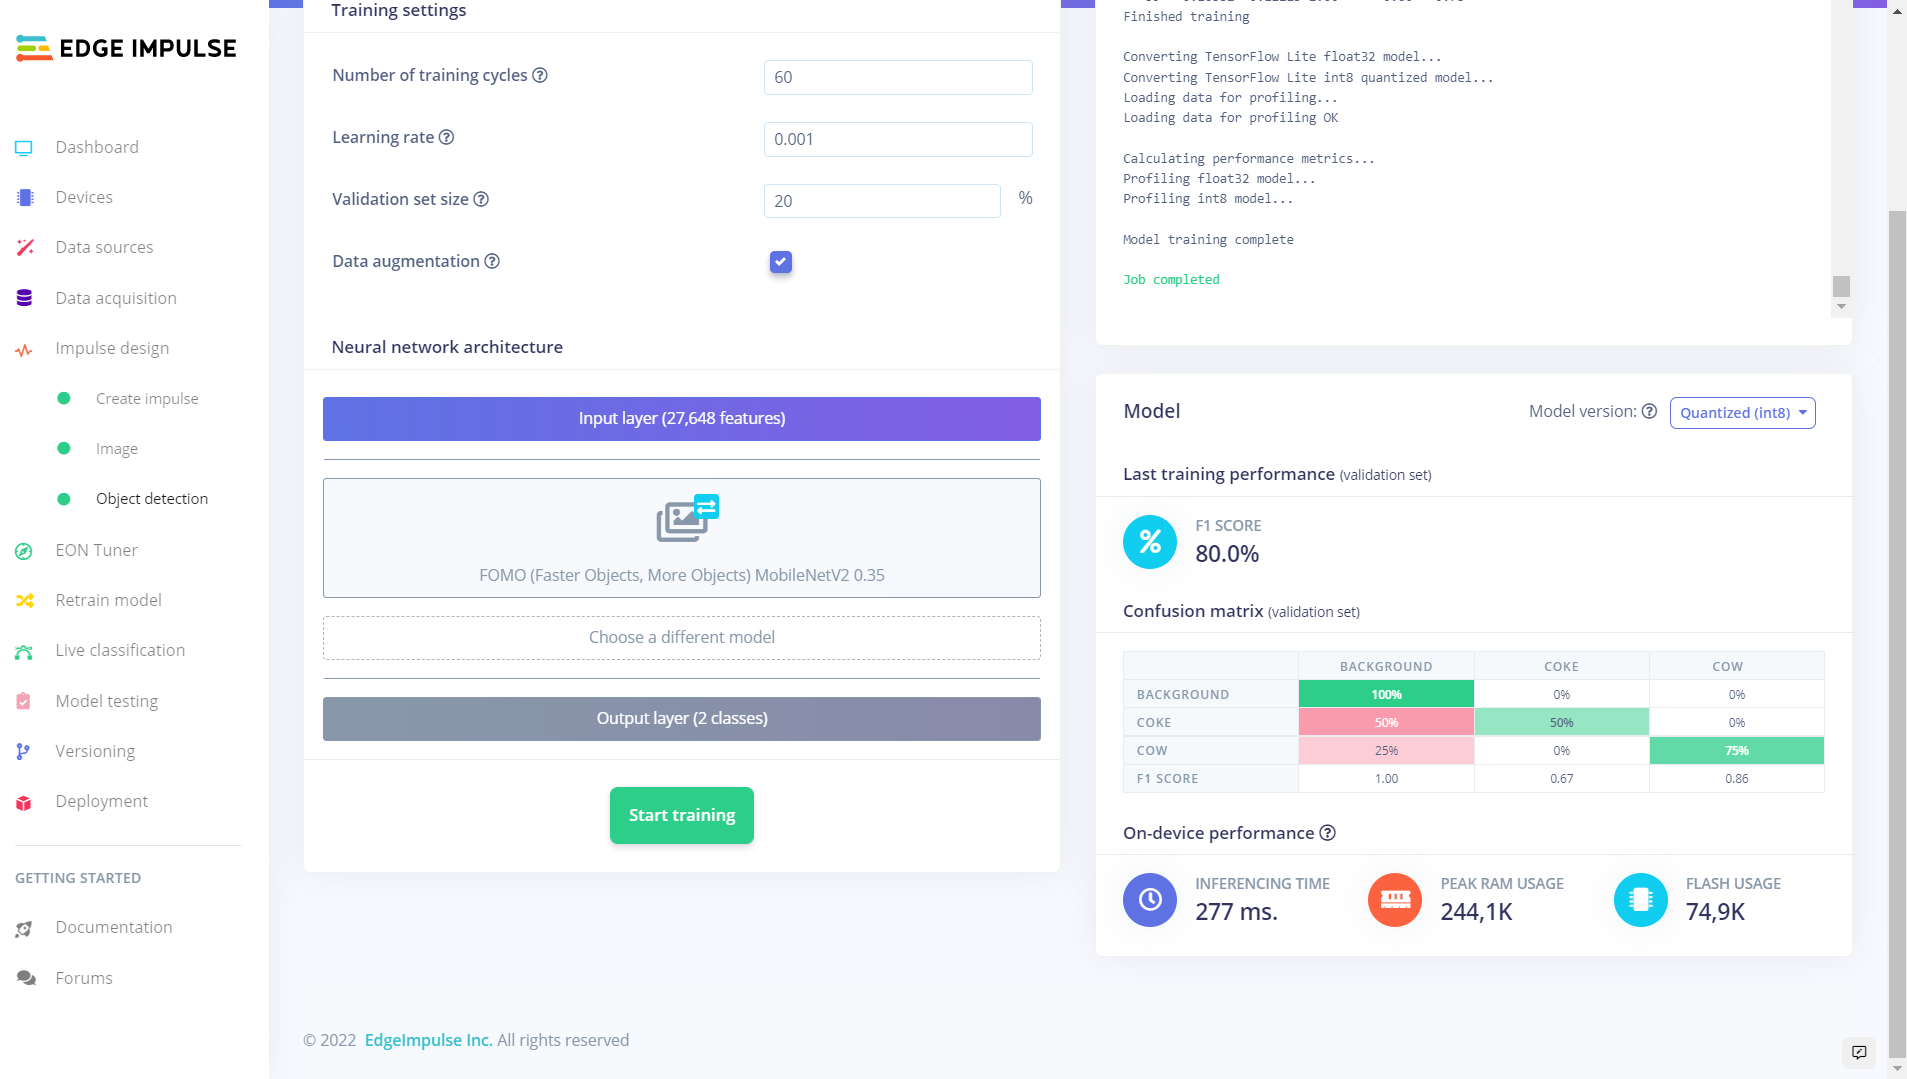 EDGE IMPULSE
Dashboard
Devices
Data sources
Data acquisition
Impulse design
Create impulse
Image
Object detection
EON Tuner
Retrain model
Live classification
Model testing
Versioning
Deployment
GETTING STARTED
Documentation
Forums
Training settings
Number of training cycles
60
Learning rate
0.001
Validation set size
20
%
Data augmentation
Neural network architecture
Input layer (27,648 features)
FOMO (Faster Objects, More Objects) MobileNetV2 0.35
Choose a different model
Output layer (2 classes)
Start training
Finished training
Converting TensorFlow Lite float32 model...
Converting TensorFlow Lite int8 quantized model...
Loading data for profiling...
Loading data for profiling OK
Calculating performance metrics...
Profiling float32 model...
Profiling int8 model...
Model training complete
Job completed
Model
Model version:
Quantized (int8)
Last training performance (validation set)
%
F1 SCORE
80.0%
Confusion matrix (validation set)
BACKGROUND COKE COW
BACKGROUND 100% 0% 0%
COKE 50% 50% 0%
COW 25% 0% 75%
F1 SCORE 1.00 0.67 0.86
On-device performance
INFERENCING TIME
277 ms.
PEAK RAM USAGE
244,1K
FLASH USAGE
74,9K
© 2022 EdgeImpulse Inc. All rights reserved